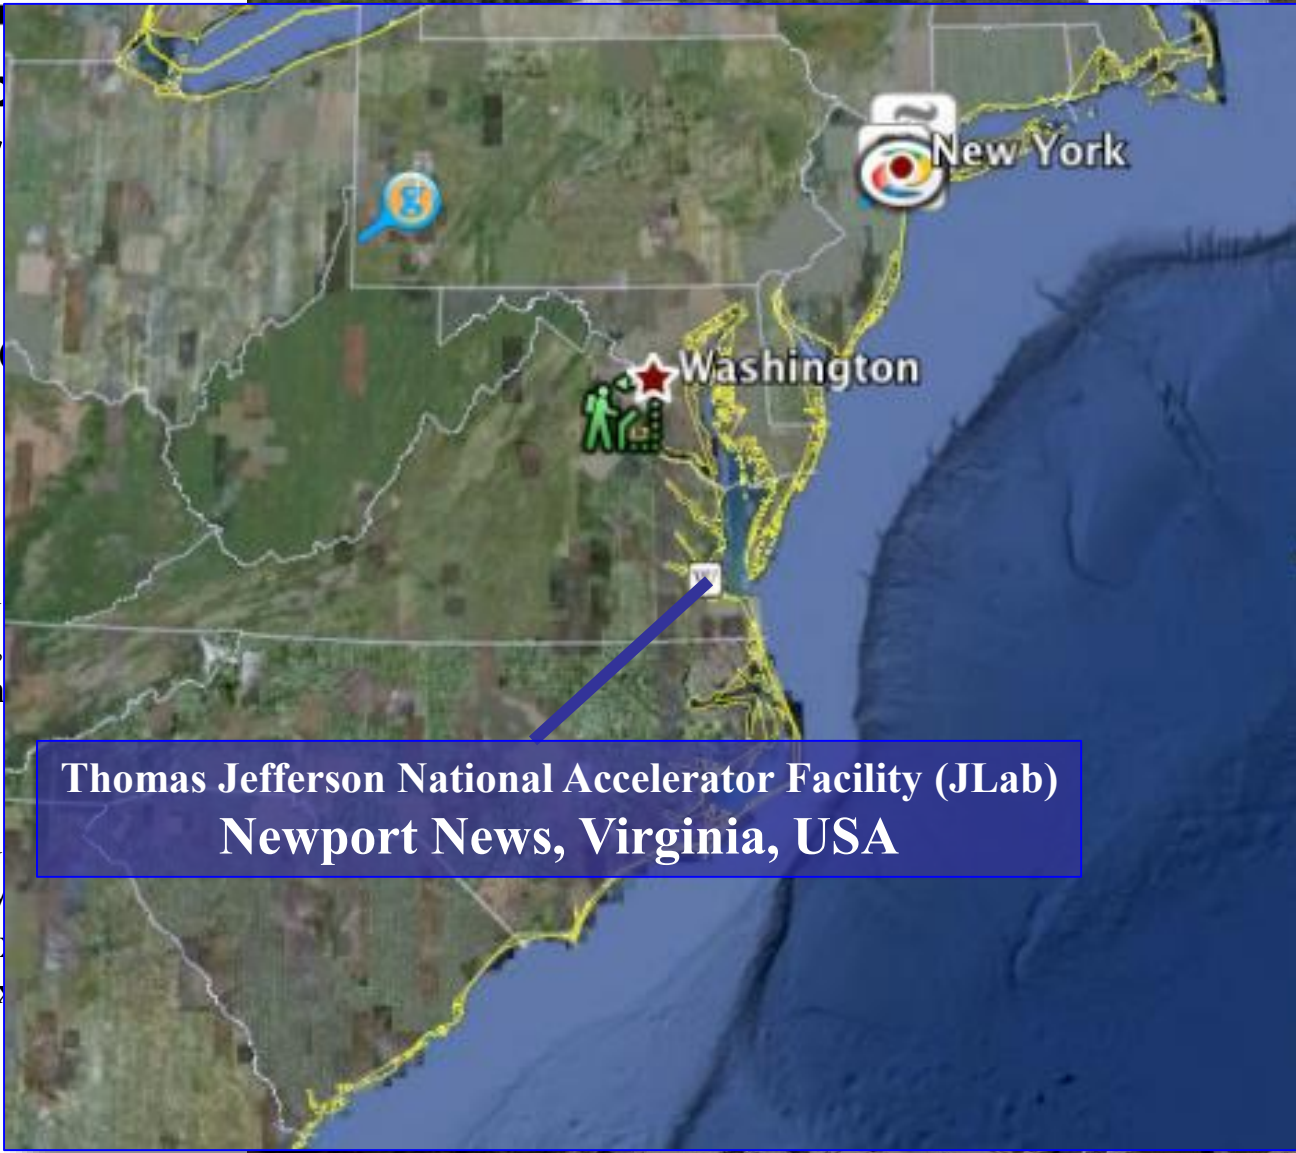 New York
g
Washington
W
Thomas Jefferson National Accelerator Facility (JLab)
Newport News, Virginia, USA